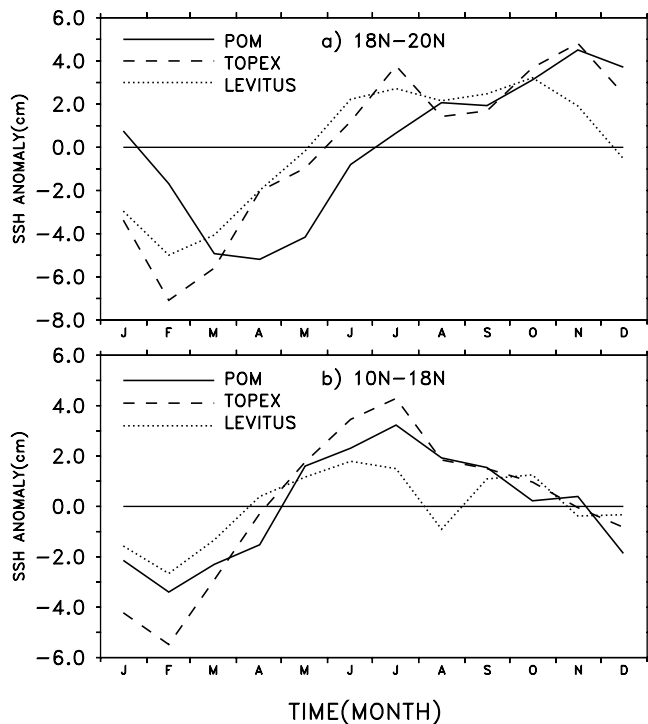 6.0
4.0
2.0
0.0
−2.0
−4.0
−6.0
−8.0
SSH ANOMALY(cm)
POM
TOPEX
LEVITUS
a) 18N−20N
J F M A M J J A S O N D
6.0
4.0
2.0
0.0
−2.0
−4.0
−6.0
SSH ANOMALY(cm)
POM
TOPEX
LEVITUS
b) 10N−18N
J F M A M J J A S O N D
TIME(MONTH)